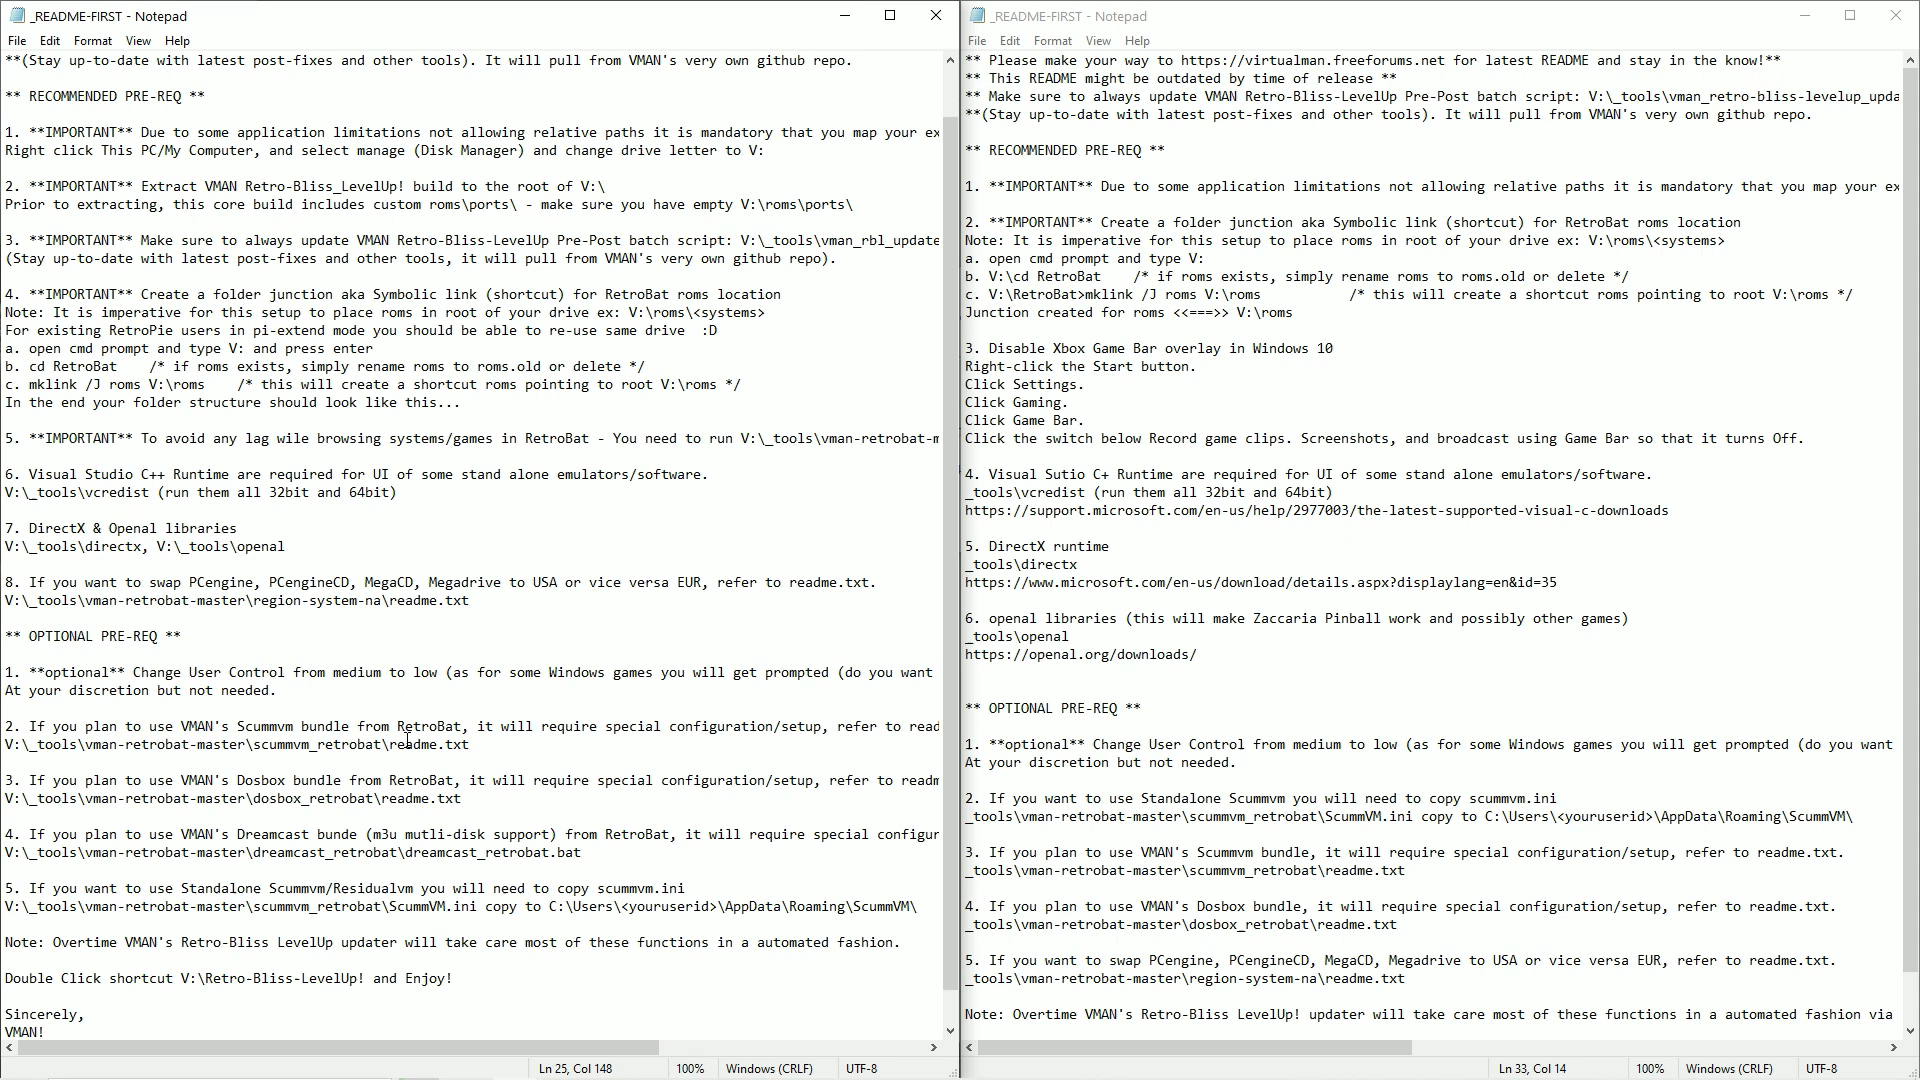 _README-FIRST - Notepad
File Edit Format View Help
**(Stay up-to-date with latest post-fixes and other tools). It will pull from VMAN's very own github repo.
** RECOMMENDED PRE-REQ **
1. **IMPORTANT** Due to some application limitations not allowing relative paths it is mandatory that you map your ex
Right click This PC/My Computer, and select manage (Disk Manager) and change drive letter to V:
2. **IMPORTANT** Extract VMAN Retro-Bliss_LevelUp! build to the root of V:\
Prior to extracting, this core build includes custom roms\ports\ - make sure you have empty V:\roms\ports\
3. **IMPORTANT** Make sure to always update VMAN Retro-Bliss-LevelUp Pre-Post batch script: V:\_tools\vman_rbl_update
(Stay up-to-date with latest post-fixes and other tools, it will pull from VMAN's very own github repo).
4. **IMPORTANT** Create a folder junction aka Symbolic link (shortcut) for RetroBat roms location
Note: It is imperative for this setup to place roms in root of your drive ex: V:\roms\<systems>
For existing RetroPie users in pi-extend mode you should be able to re-use same drive  :D
a. open cmd prompt and type V: and press enter
b. cd RetroBat    /* if roms exists, simply rename roms to roms.old or delete */
c. mklink /J roms V:\roms    /* this will create a shortcut roms pointing to root V:\roms */
In the end your folder structure should look like this...
5. **IMPORTANT** To avoid any lag wile browsing systems/games in RetroBat - You need to run V:\_tools\vman-retrobat-m
6. Visual Studio C++ Runtime are required for UI of some stand alone emulators/software.
V:\_tools\vcredist (run them all 32bit and 64bit)
7. DirectX & Openal libraries
V:\_tools\directx, V:\_tools\openal
8. If you want to swap PCengine, PCengineCD, MegaCD, Megadrive to USA or vice versa EUR, refer to readme.txt.
V:\_tools\vman-retrobat-master\region-system-na\readme.txt
** OPTIONAL PRE-REQ **
1. **optional** Change User Control from medium to low (as for some Windows games you will get prompted (do you want
At your discretion but not needed.
2. If you plan to use VMAN's Scummvm bundle from RetroBat, it will require special configuration/setup, refer to read
V:\_tools\vman-retrobat-master\scummvm_retrobat\readme.txt
3. If you plan to use VMAN's Dosbox bundle from RetroBat, it will require special configuration/setup, refer to readm
V:\_tools\vman-retrobat-master\dosbox_retrobat\readme.txt
4. If you plan to use VMAN's Dreamcast bunde (m3u mutli-disk support) from RetroBat, it will require special configur
V:\_tools\vman-retrobat-master\dreamcast_retrobat\dreamcast_retrobat.bat
5. If you want to use Standalone Scummvm/Residualvm you will need to copy scummvm.ini
V:\_tools\vman-retrobat-master\scummvm_retrobat\ScummVM.ini copy to C:\Users\<youruserid>\AppData\Roaming\ScummVM\
Note: Overtime VMAN's Retro-Bliss LevelUp updater will take care most of these functions in a automated fashion.
Double Click shortcut V:\Retro-Bliss-LevelUp! and Enjoy!
Sincerely,
VMAN!
Ln 25, Col 148 100% Windows (CRLF) UTF-8
_README-FIRST - Notepad
File Edit Format View Help
** Please make your way to https://virtualman.freeforums.net for latest README and stay in the know!**
** This README might be outdated by time of release **
** Make sure to always update VMAN Retro-Bliss-LevelUp Pre-Post batch script: V:\_tools\vman_retro-bliss-levelup_upda
**(Stay up-to-date with latest post-fixes and other tools). It will pull from VMAN's very own github repo.
** RECOMMENDED PRE-REQ **
1. **IMPORTANT** Due to some application limitations not allowing relative paths it is mandatory that you map your ex
2. **IMPORTANT** Create a folder junction aka Symbolic link (shortcut) for RetroBat roms location
Note: It is imperative for this setup to place roms in root of your drive ex: V:\roms\<systems>
a. open cmd prompt and type V:
b. V:\cd RetroBat    /* if roms exists, simply rename roms to roms.old or delete */
c. V:\RetroBat>mklink /J roms V:\roms           /* this will create a shortcut roms pointing to root V:\roms */
Junction created for roms <<===>> V:\roms
3. Disable Xbox Game Bar overlay in Windows 10
Right-click the Start button.
Click Settings.
Click Gaming.
Click Game Bar.
Click the switch below Record game clips. Screenshots, and broadcast using Game Bar so that it turns Off.
4. Visual Sutio C+ Runtime are required for UI of some stand alone emulators/software.
_tools\vcredist (run them all 32bit and 64bit)
https://support.microsoft.com/en-us/help/2977003/the-latest-supported-visual-c-downloads
5. DirectX runtime
_tools\directx
https://www.microsoft.com/en-us/download/details.aspx?displaylang=en&id=35
6. openal libraries (this will make Zaccaria Pinball work and possibly other games)
_tools\openal
https://openal.org/downloads/
** OPTIONAL PRE-REQ **
1. **optional** Change User Control from medium to low (as for some Windows games you will get prompted (do you want
At your discretion but not needed.
2. If you want to use Standalone Scummvm you will need to copy scummvm.ini
_tools\vman-retrobat-master\scummvm_retrobat\ScummVM.ini copy to C:\Users\<youruserid>\AppData\Roaming\ScummVM\
3. If you plan to use VMAN's Scummvm bundle, it will require special configuration/setup, refer to readme.txt.
_tools\vman-retrobat-master\scummvm_retrobat\readme.txt
4. If you plan to use VMAN's Dosbox bundle, it will require special configuration/setup, refer to readme.txt.
_tools\vman-retrobat-master\dosbox_retrobat\readme.txt
5. If you want to swap PCengine, PCengineCD, MegaCD, Megadrive to USA or vice versa EUR, refer to readme.txt.
_tools\vman-retrobat-master\region-system-na\readme.txt
Note: Overtime VMAN's Retro-Bliss LevelUp! updater will take care most of these functions in a automated fashion via
Ln 33, Col 14 100% Windows (CRLF) UTF-8